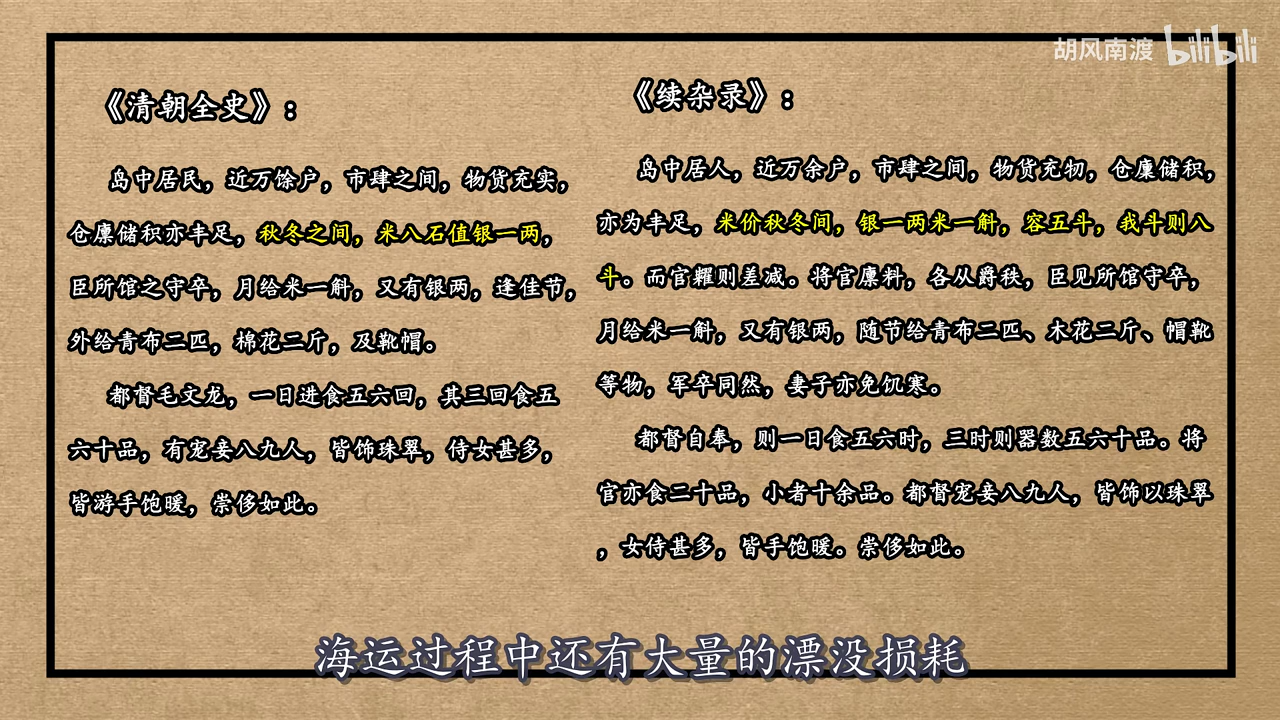 胡风南渡 bilibili
《清朝全史》：
岛中居民，近万馀户，市肆之间，物货充实，
仓廪储积亦丰足，秋冬之间，米八石值银一两，
臣所馆之守卒，月给米一斛，又有银两，逢佳节，
外给青布二匹，棉花二斤，及靴帽。
都督毛文龙，一日进食五六回，其三回食五
六十品，有宠妾八九人，皆饰珠翠，侍女甚多，
皆游手饱暖，崇侈如此。
《续杂录》：
岛中居人，近万余户，市肆之间，物货充牣，仓廪储积，
亦为丰足，米价秋冬间，银一两米一斛，容五斗，我斗则八
斗。而官糶则差减。将官廪料，各从爵秩，臣见所馆守卒，
月给米一斛，又有银两，随节给青布二匹、木花二斤、帽靴
等物，军卒同然，妻子亦免饥寒。
都督自奉，则一日食五六时，三时则器数五六十品。将
官亦食二十品，小者十余品。都督宠妾八九人，皆饰以珠翠
，女侍甚多，皆手饱暖。崇侈如此。
海运过程中还有大量的漂没损耗